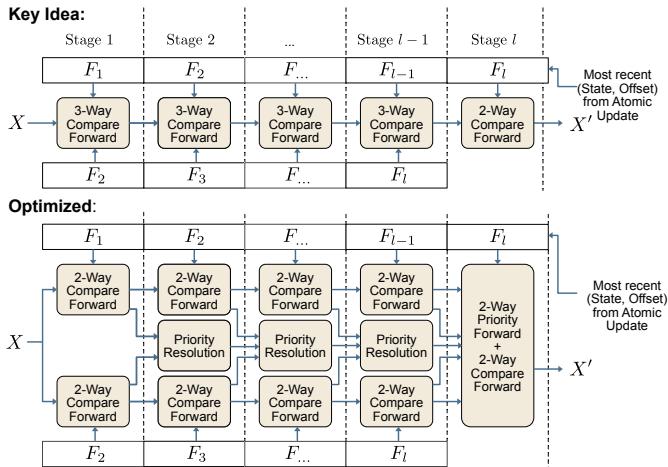 Key Idea:
Stage 1 Stage 2 ... Stage l − 1 Stage l
F1 F2 F... Fl−1 Fl
Most recent
(State, Offset)
from Atomic
Update
X
3-Way
Compare
Forward
3-Way
Compare
Forward
3-Way
Compare
Forward
3-Way
Compare
Forward
2-Way
Compare
Forward
X′
F2 F3 F... Fl
Optimized:
F1 F2 F... Fl−1 Fl
Most recent
(State, Offset)
from Atomic
Update
X
2-Way
Compare
Forward
2-Way
Compare
Forward
2-Way
Compare
Forward
2-Way
Compare
Forward
Priority
Resolution
Priority
Resolution
Priority
Resolution
2-Way
Priority
Forward
+
2-Way
Compare
Forward
X′
2-Way
Compare
Forward
2-Way
Compare
Forward
2-Way
Compare
Forward
2-Way
Compare
Forward
F2 F3 F... Fl